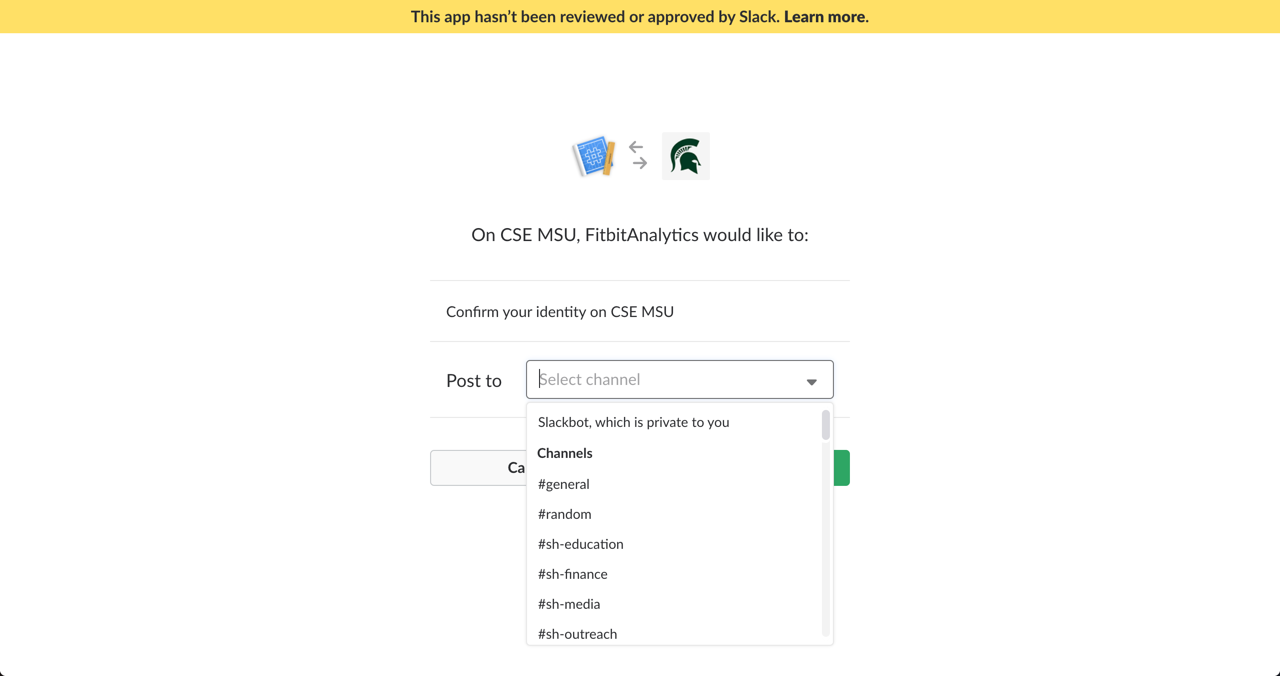 This app hasn’t been reviewed or approved by Slack. Learn more.
On CSE MSU, FitbitAnalytics would like to:
Confirm your identity on CSE MSU
Post to Select channel
Slackbot, which is private to you
Channels
Ca
#general
#random
#sh-education
#sh-finance
#sh-media
#sh-outreach